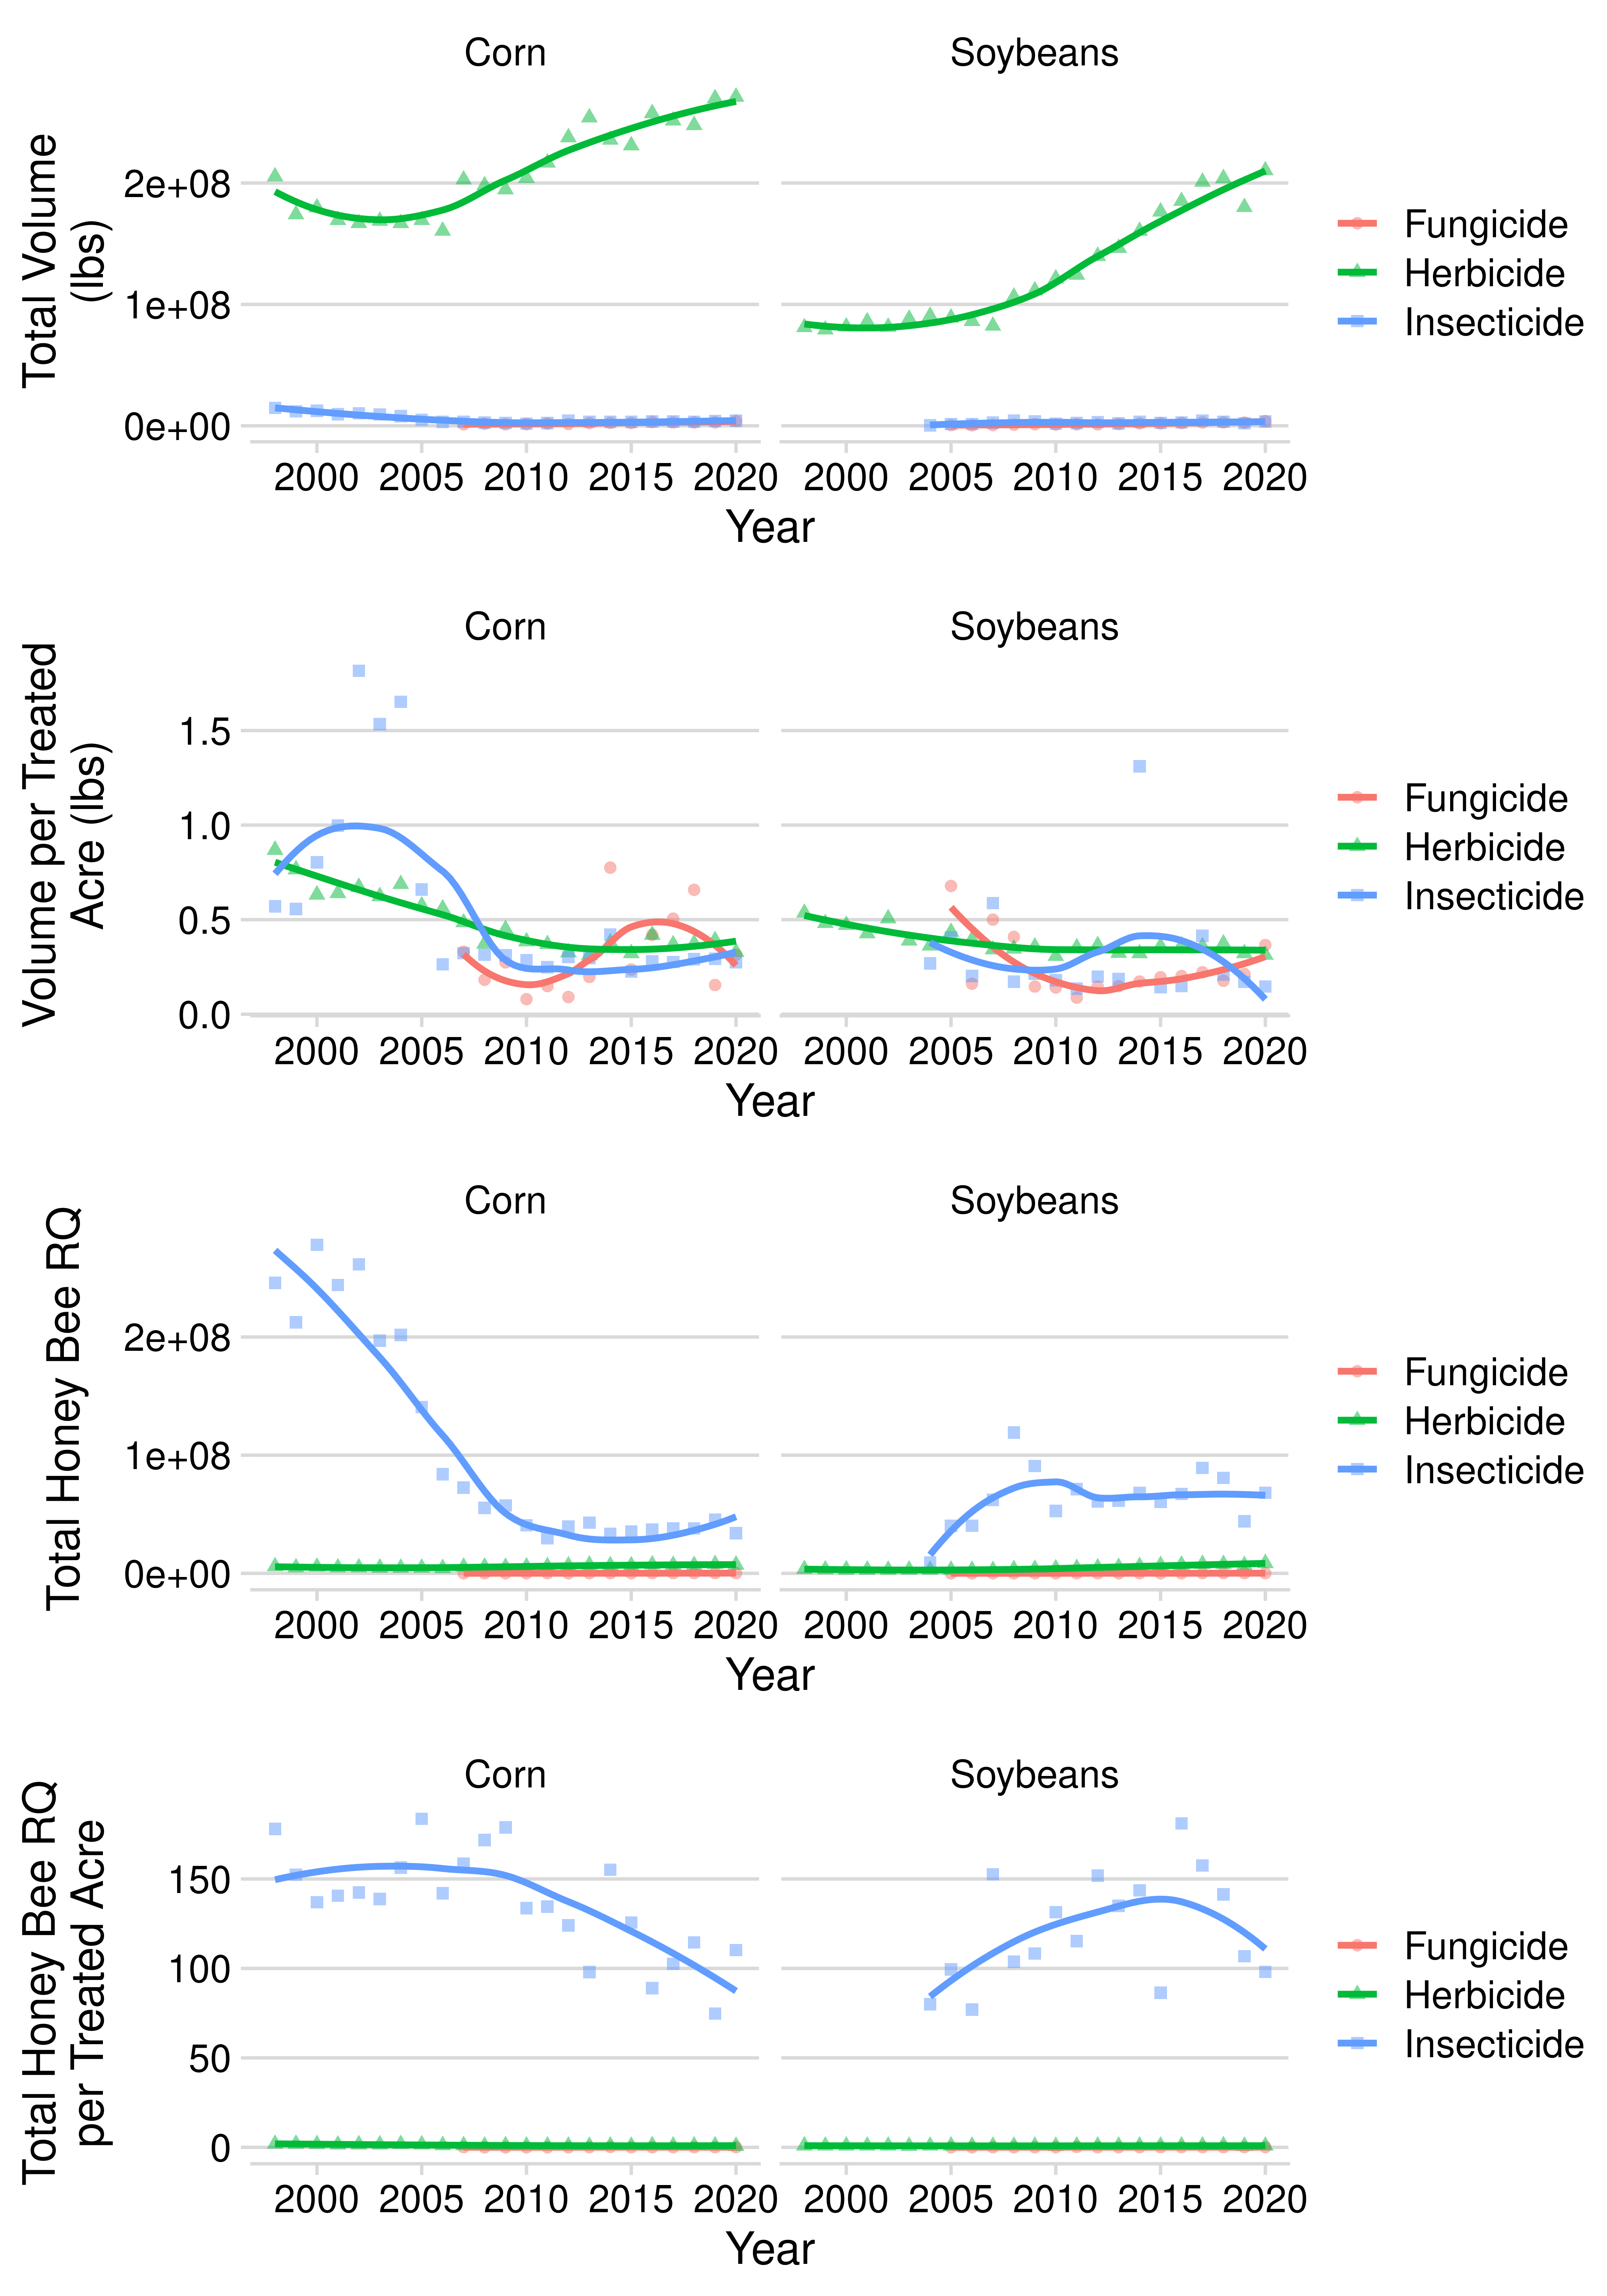 Corn Soybeans
Total Volume
(lbs)
2e+08
1e+08
0e+00
2000 2005 2010 2015 2020 2000 2005 2010 2015 2020
Year
Fungicide
Herbicide
Insecticide
Corn Soybeans
Volume per Treated
Acre (lbs)
1.5
1.0
0.5
0.0
2000 2005 2010 2015 2020 2000 2005 2010 2015 2020
Year
Fungicide
Herbicide
Insecticide
Corn Soybeans
Total Honey Bee RQ
2e+08
1e+08
0e+00
2000 2005 2010 2015 2020 2000 2005 2010 2015 2020
Year
Fungicide
Herbicide
Insecticide
Corn Soybeans
Total Honey Bee RQ
per Treated Acre
150
100
50
0
2000 2005 2010 2015 2020 2000 2005 2010 2015 2020
Year
Fungicide
Herbicide
Insecticide